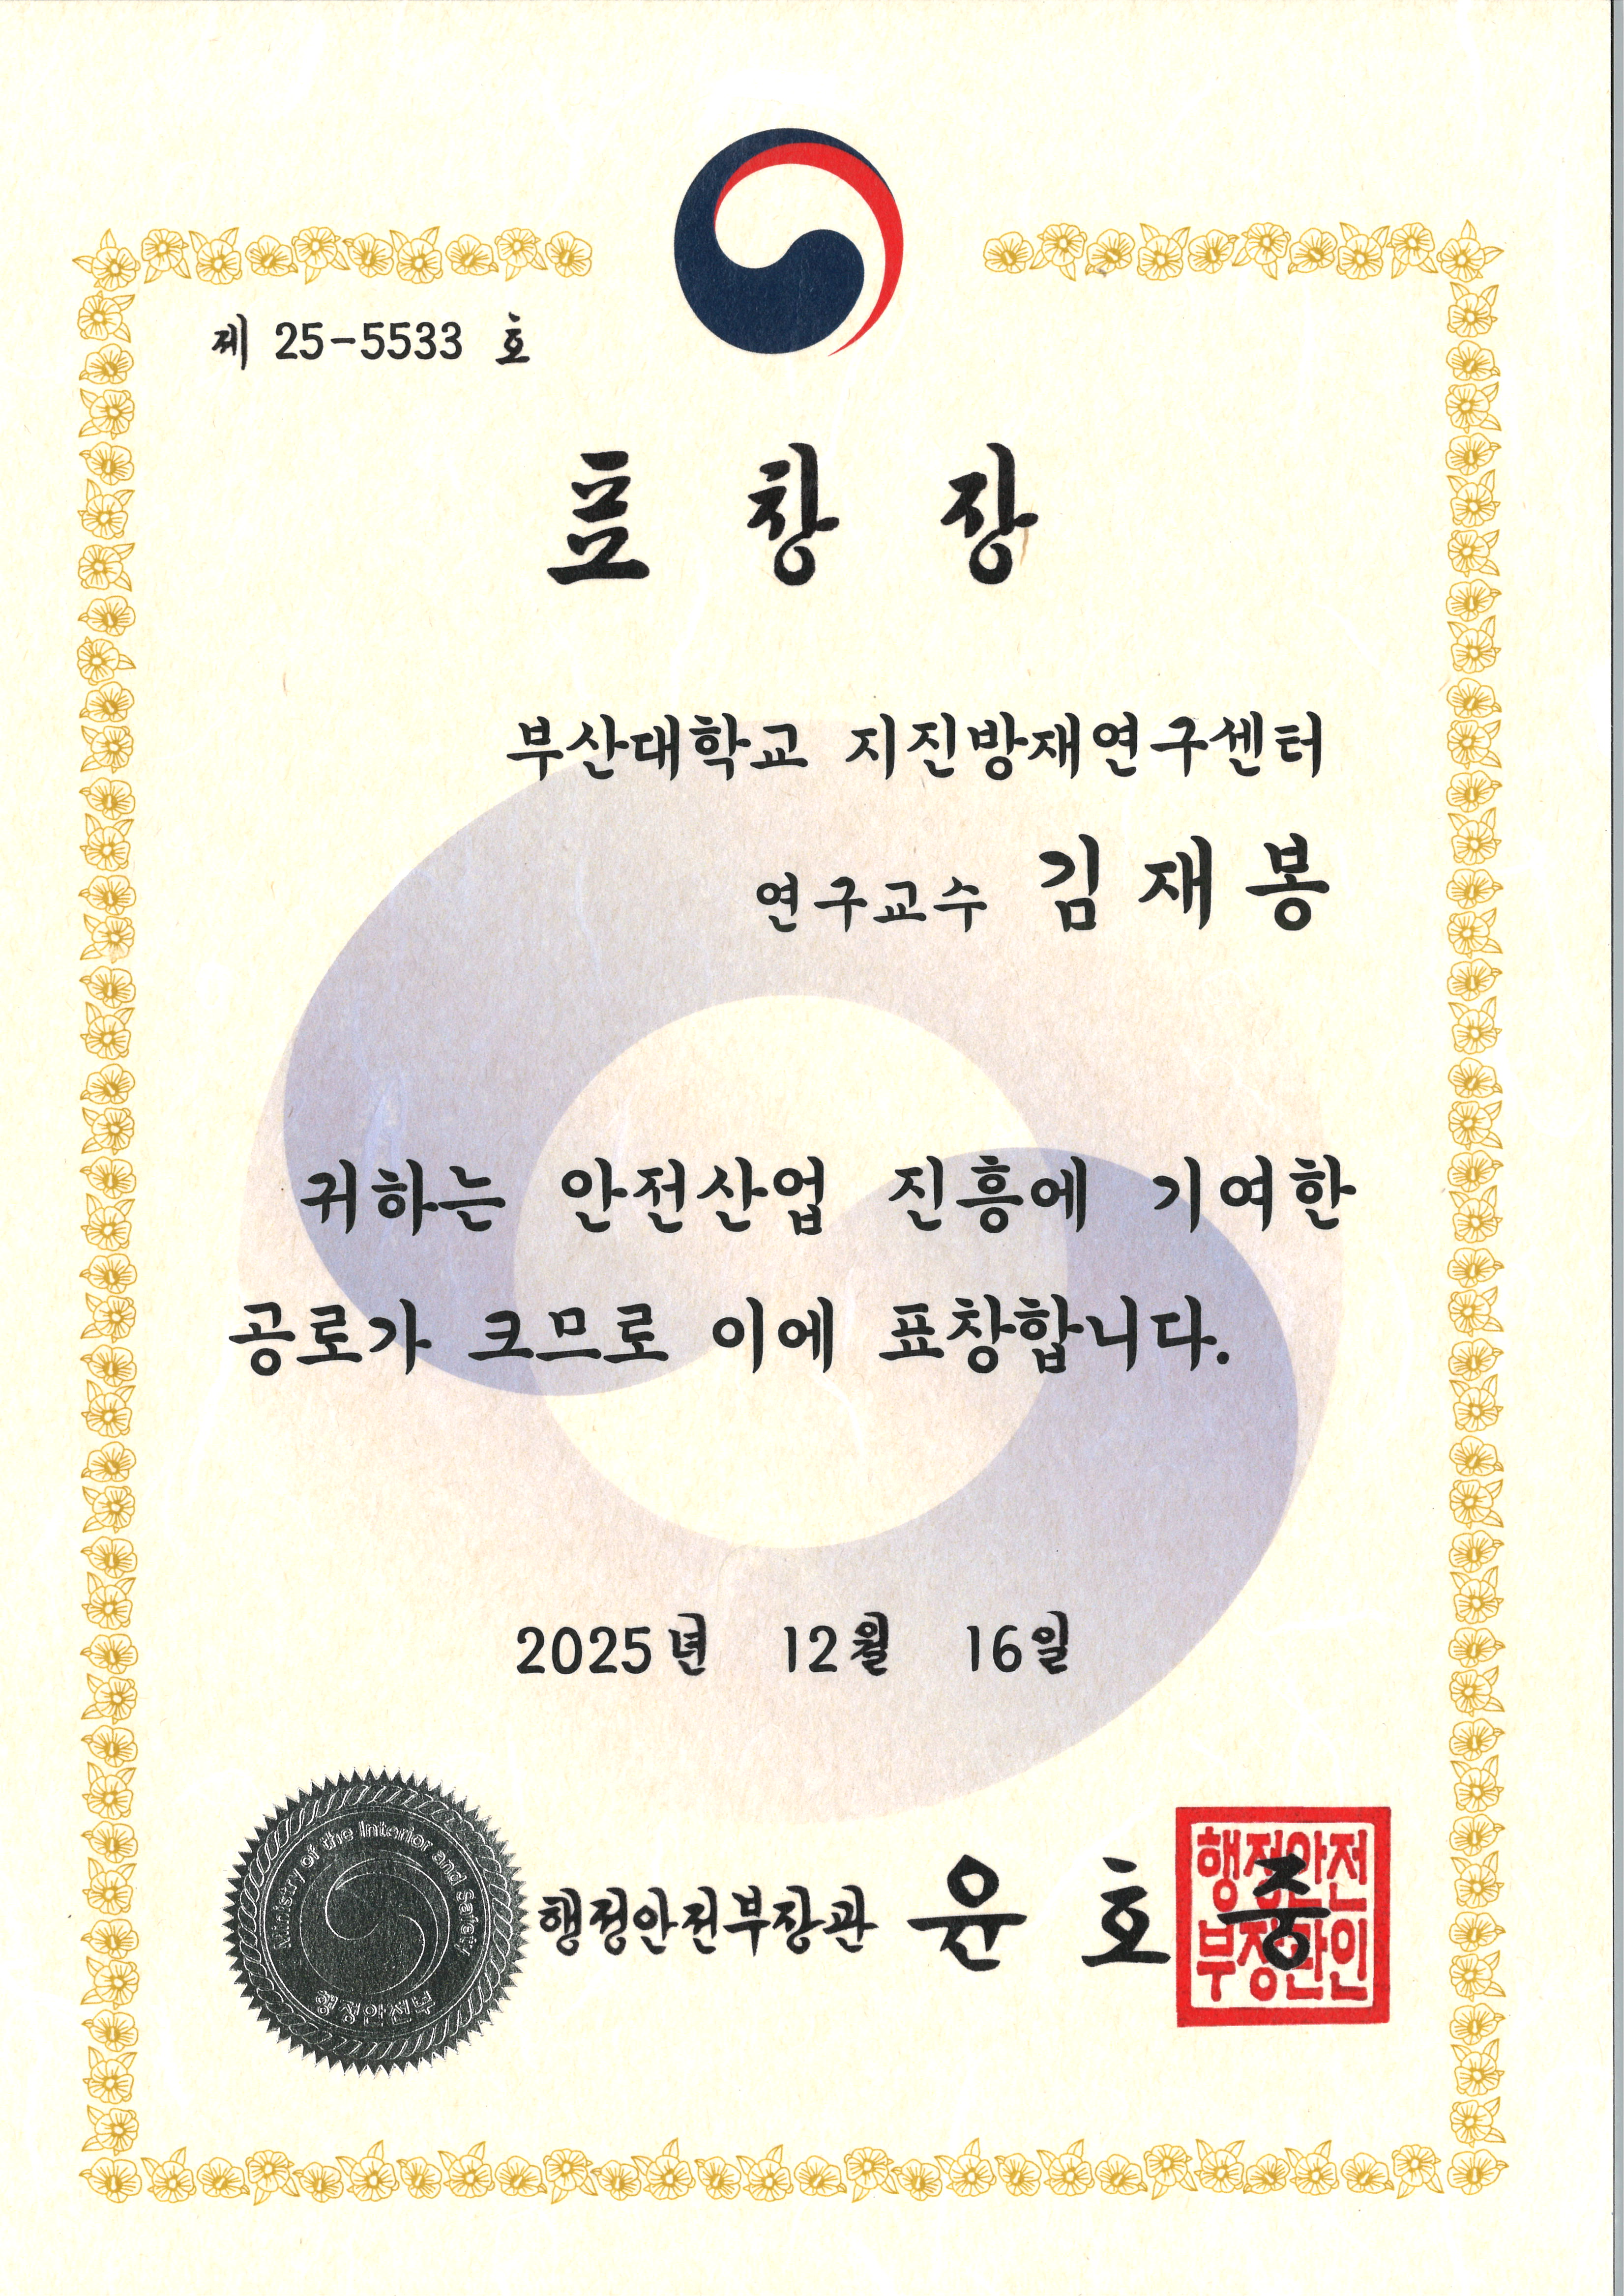 제 25-5533 호
표 창 장
부산대학교 지진방재연구센터
연구교수 김 재 봉
귀하는 안전산업 진흥에 기여한
공로가 크므로 이에 표창합니다.
2025년 12월 16일
Ministry of the Interior and Safety
행정안전부
행정안전부장관 윤 호 중
행정안전
부장관인